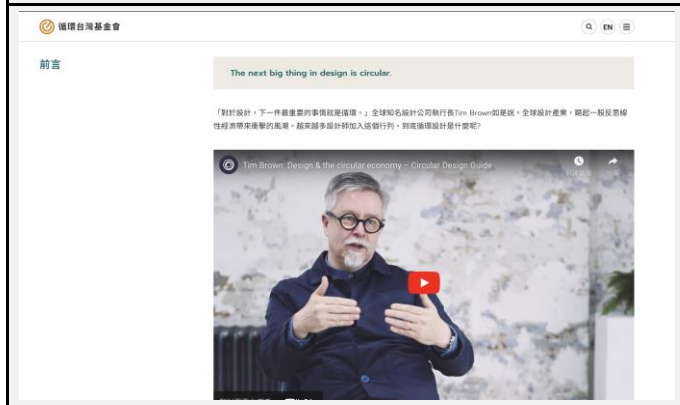 循環台灣基金會
EN
前言
The next big thing in design is circular.
「對於設計，下一件最重要的事情就是循環。」全球知名設計公司執行長Tim Brown如是說。全球設計產業，颳起一股反思線
性經濟帶來衝擊的風潮。越來越多設計師加入這個行列。到底循環設計是什麼呢?
Tim Brown: Design & the circular economy – Circular Design Guide